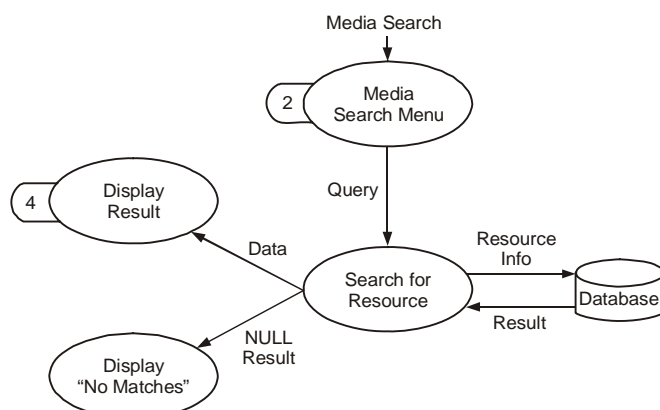 Media Search
2
Media
Search Menu
Query
4
Display
Result
Data
Resource
Info
Search for
Resource
Database
Result
NULL
Result
Display
“No Matches”